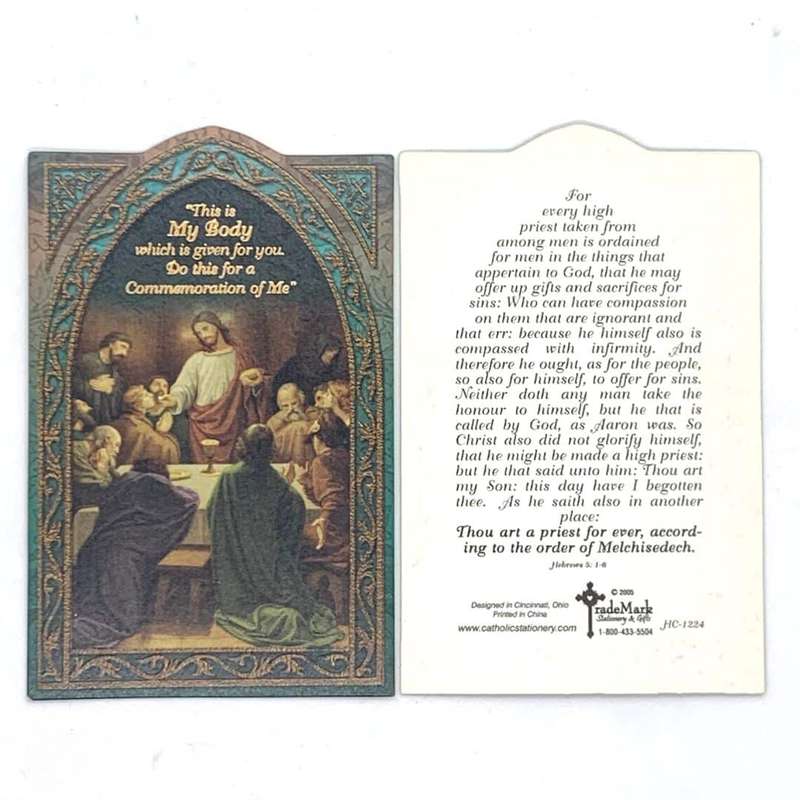 "This is
My Body
which is given for you.
Do this for a
Commemoration of Me"
For
every high
priest taken from
among men is ordained
for men in the things that
appertain to God, that he may
offer up gifts and sacrifices for
sins: Who can have compassion
on them that are ignorant and
that err: because he himself also is
compassed with infirmity. And
therefore he ought, as for the people,
so also for himself, to offer for sins.
Neither doth any man take the
honour to himself, but he that is
called by God, as Aaron was. So
Christ also did not glorify himself,
that he might be made a high priest:
but he that said unto him: Thou art
my Son: this day have I begotten
thee. As he saith also in another
place:
Thou art a priest for ever, accord-
ing to the order of Melchisedech.
Hebrews 5: 1-6
Designed in Cincinnati, Ohio
Printed in China
www.catholicstationery.com
© 2005
TradeMark
Stationery & Gifts
1-800-433-5504
HC-1224